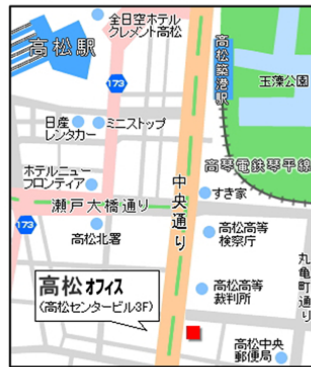 全日空ホテル
クレメント高松
高松駅
173
高松築港駅
玉藻公園
日産
レンタカー
ミニストップ
高琴電鉄琴平線
ホテルニュー
フロンティア
すき家
中央通り
瀬戸大橋通り
173
高松北署
高松高等
検察庁
丸亀町通り
高松オフィス
(高松センタービル3F)
高松高等
裁判所
高松中央
郵便局